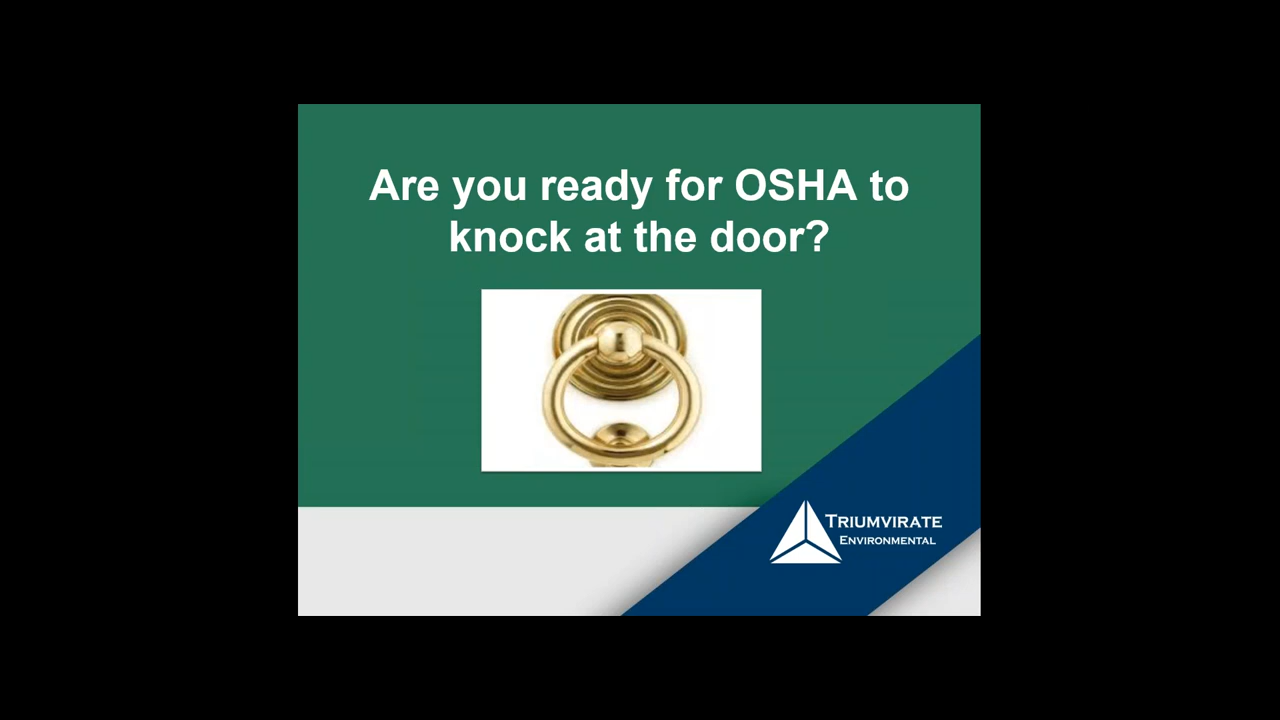 Are you ready for OSHA to
knock at the door?
TRIUMVIRATE
ENVIRONMENTAL